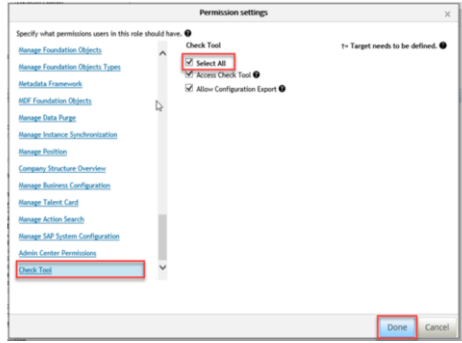 Permission settings
Specify what permissions users in this role should have.
Manage Foundation Objects
Manage Foundation Objects Types
Metadata Framework
MDF Foundation Objects
Manage Data Purge
Manage Instance Synchronization
Manage Position
Company Structure Overview
Manage Business Configuration
Manage Talent Card
Manage Action Search
Manage SAP System Configuration
Admin Center Permissions
Check Tool
Check Tool
†= Target needs to be defined.
Select All
Access Check Tool
Allow Configuration Export
Done
Cancel